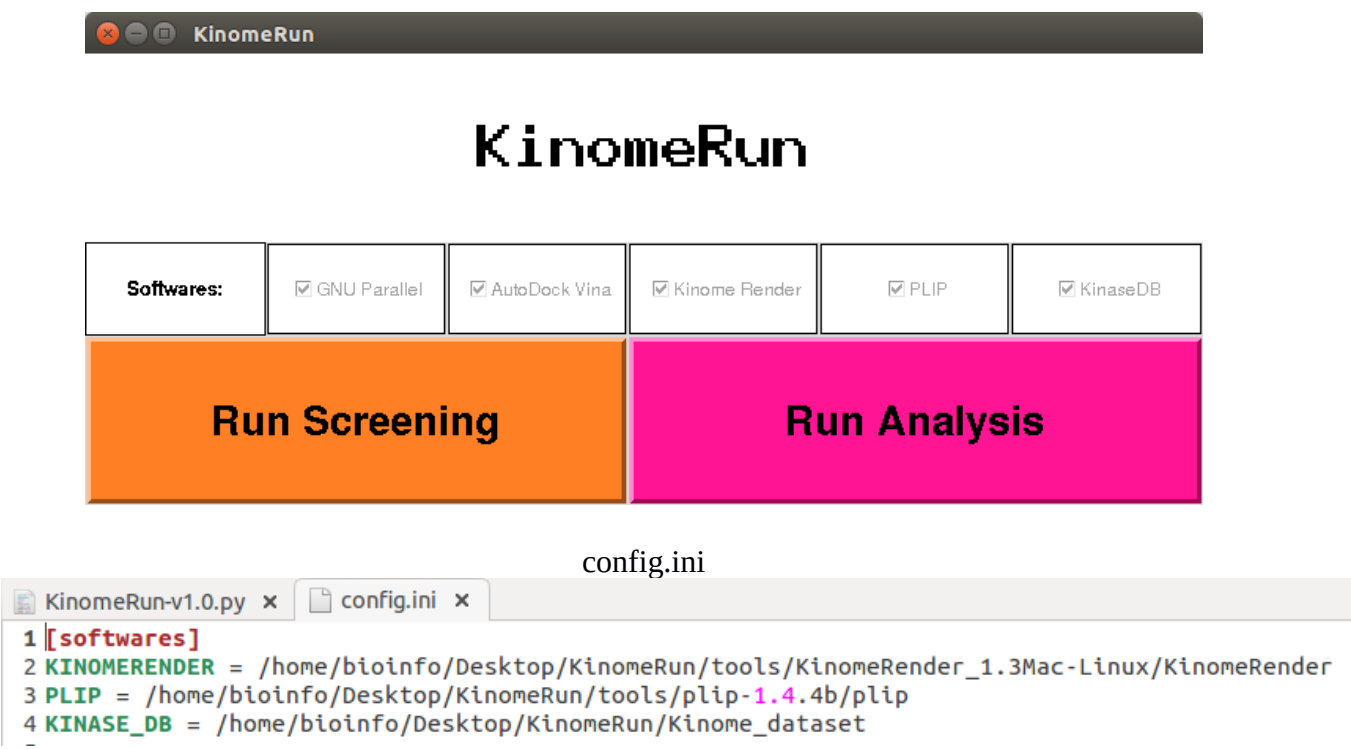 KinomeRun
KinomeRun
Softwares: GNU Parallel AutoDock Vina Kinome Render PLIP KinaseDB
Run Screening Run Analysis
config.ini
KinomeRun-v1.0.py × config.ini ×
1 [softwares]
2 KINOMERENDER = /home/bioinfo/Desktop/KinomeRun/tools/KinomeRender_1.3Mac-Linux/KinomeRender
3 PLIP = /home/bioinfo/Desktop/KinomeRun/tools/plip-1.4.4b/plip
4 KINASE_DB = /home/bioinfo/Desktop/KinomeRun/Kinome_dataset